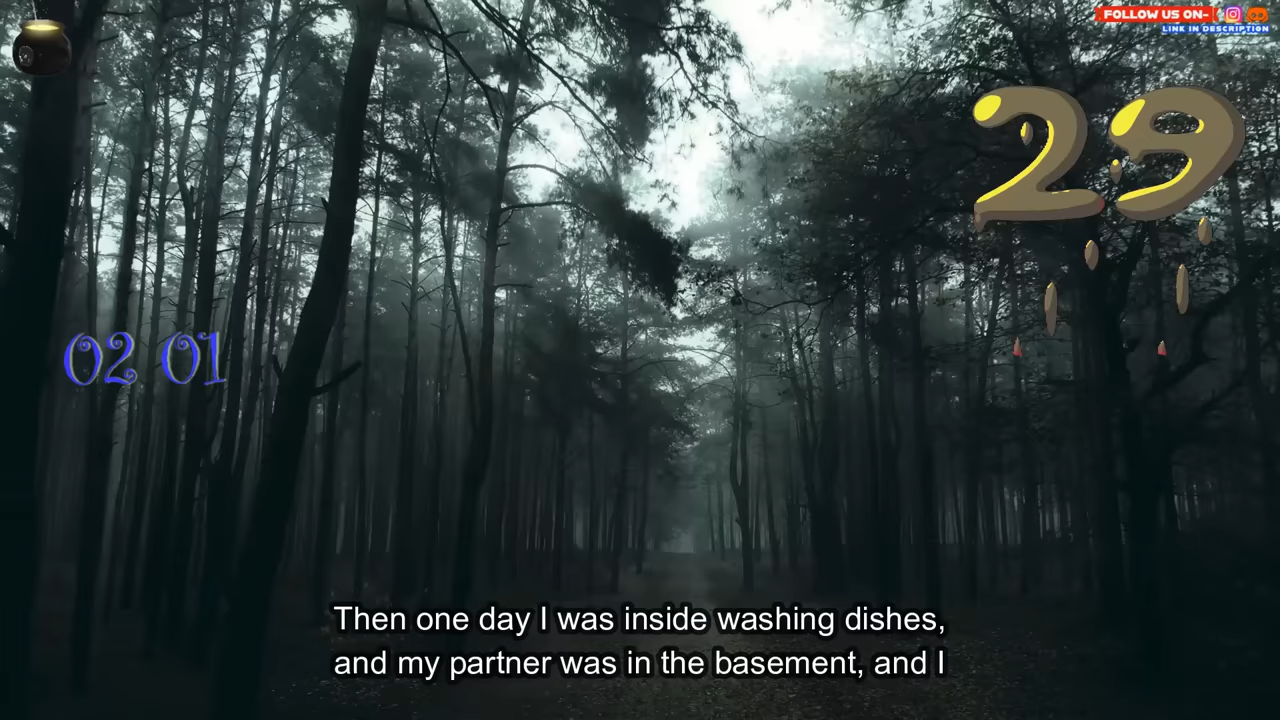 FOLLOW US ON-
LINK IN DESCRIPTION
29
02 01
Then one day I was inside washing dishes,
and my partner was in the basement, and I